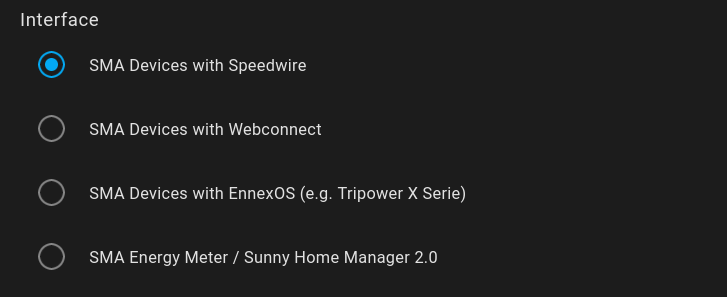 Interface
SMA Devices with Speedwire
SMA Devices with Webconnect
SMA Devices with EnnexOS (e.g. Tripower X Serie)
SMA Energy Meter / Sunny Home Manager 2.0